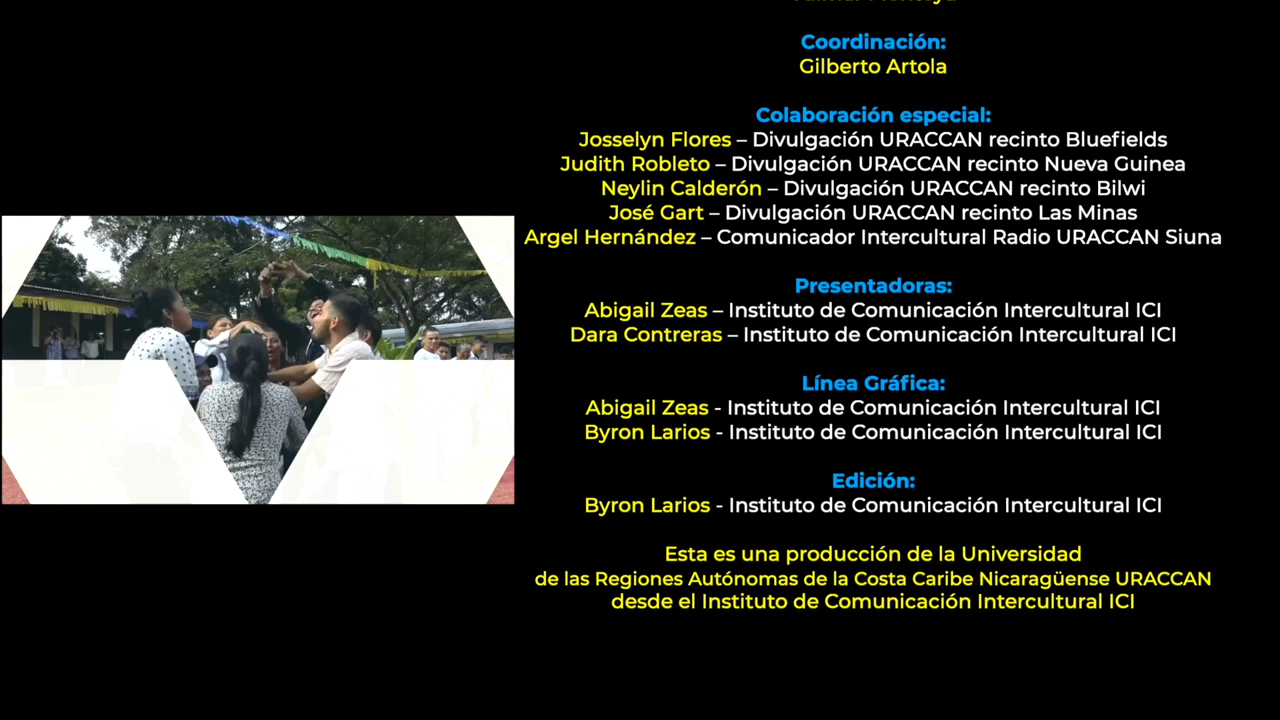 Coordinación:
Gilberto Artola
Colaboración especial:
Josselyn Flores – Divulgación URACCAN recinto Bluefields
Judith Robleto – Divulgación URACCAN recinto Nueva Guinea
Neylin Calderón – Divulgación URACCAN recinto Bilwi
José Gart – Divulgación URACCAN recinto Las Minas
Argel Hernández – Comunicador Intercultural Radio URACCAN Siuna
Presentadoras:
Abigail Zeas – Instituto de Comunicación Intercultural ICI
Dara Contreras – Instituto de Comunicación Intercultural ICI
Línea Gráfica:
Abigail Zeas - Instituto de Comunicación Intercultural ICI
Byron Larios - Instituto de Comunicación Intercultural ICI
Edición:
Byron Larios - Instituto de Comunicación Intercultural ICI
Esta es una producción de la Universidad
de las Regiones Autónomas de la Costa Caribe Nicaragüense URACCAN
desde el Instituto de Comunicación Intercultural ICI